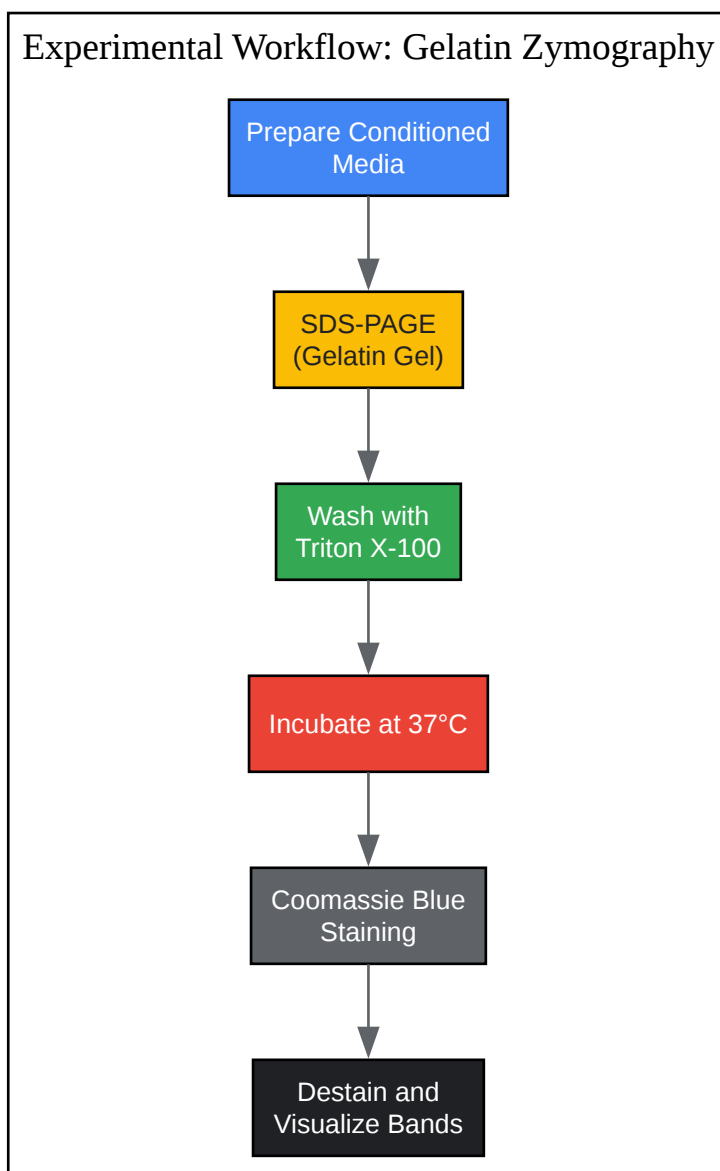 Experimental Workflow: Gelatin Zymography
Prepare Conditioned
Media
SDS-PAGE
(Gelatin Gel)
Wash with
Triton X-100
Incubate at 37°C
Coomassie Blue
Staining
Destain and
Visualize Bands